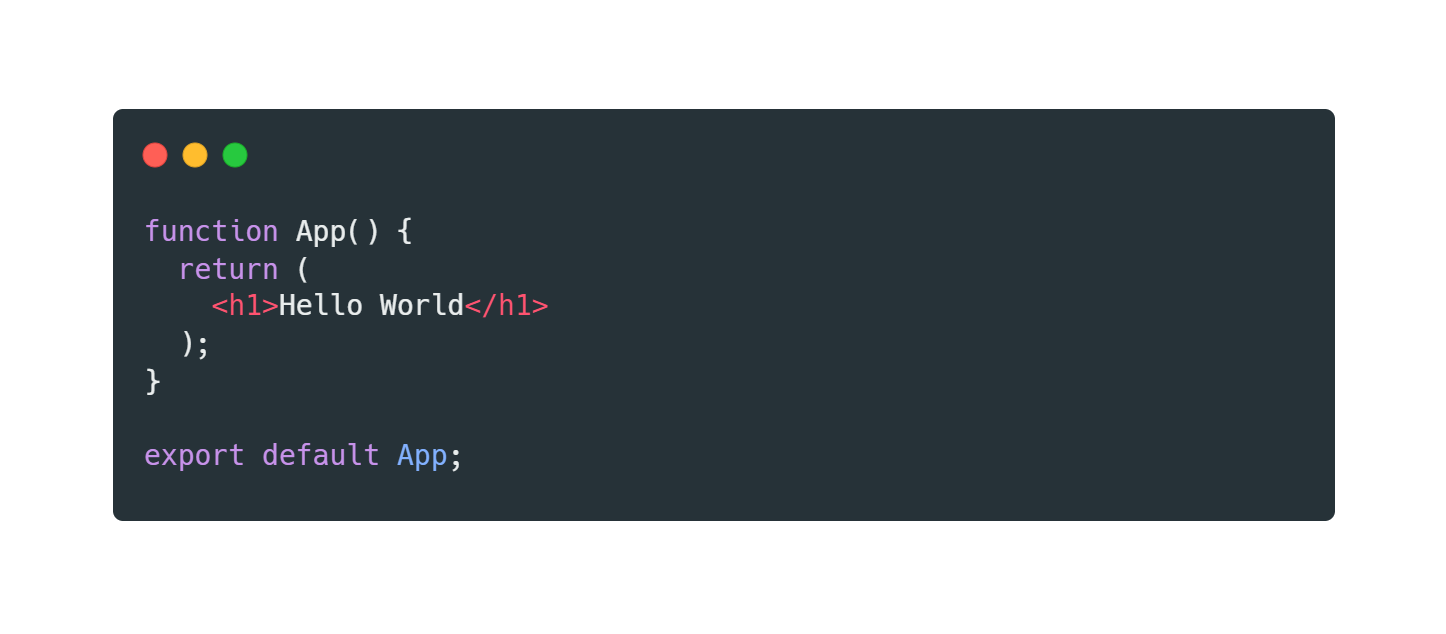 function App() {
  return (
    <h1>Hello World</h1>
  );
}

export default App;